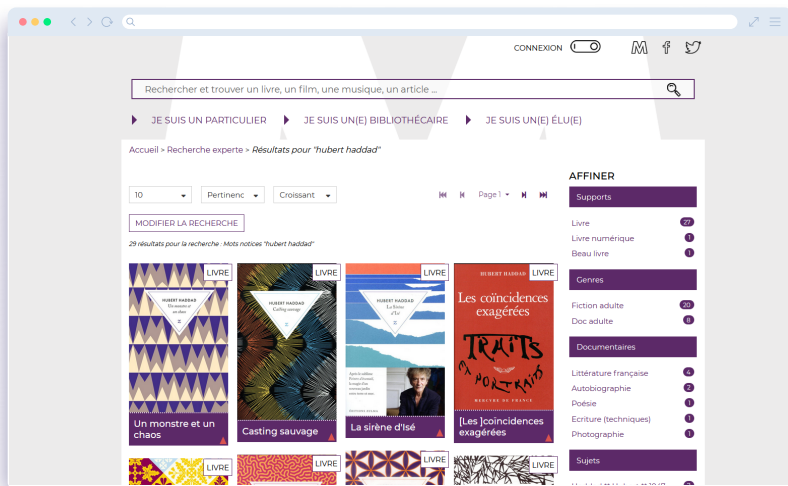 CONNEXION
Rechercher et trouver un livre, un film, une musique, un article ...
JE SUIS UN PARTICULIER JE SUIS UN(E) BIBLIOTHÉCAIRE JE SUIS UN(E) ÉLU(E)
Accueil > Recherche experte > Résultats pour "hubert haddad"
10 Pertinenc Croissant Page 1
MODIFIER LA RECHERCHE
29 résultats pour la recherche : Mots notices "hubert haddad"
LIVRE
HUBERT HADDAD
Un monstre et
un chaos
Un monstre et un
chaos
LIVRE
HUBERT HADDAD
Casting sauvage
Casting sauvage
LIVRE
HUBERT HADDAD
La Sirène
d'Isé
La sirène d'Isé
LIVRE
HUBERT HADDAD
Les coïncidences
exagérées
TRAITS
ET PORTRAITS
MERCVRE DE FRANCE
[Les ]coïncidences
exagérées
LIVRE
LIVRE
LIVRE
LIVRE
AFFINER
Supports
Livre 27
Livre numérique 1
Beau livre 1
Genres
Fiction adulte 20
Doc adulte 8
Documentaires
Littérature française 4
Autobiographie 2
Poésie 1
Ecriture (techniques) 1
Photographie 1
Sujets